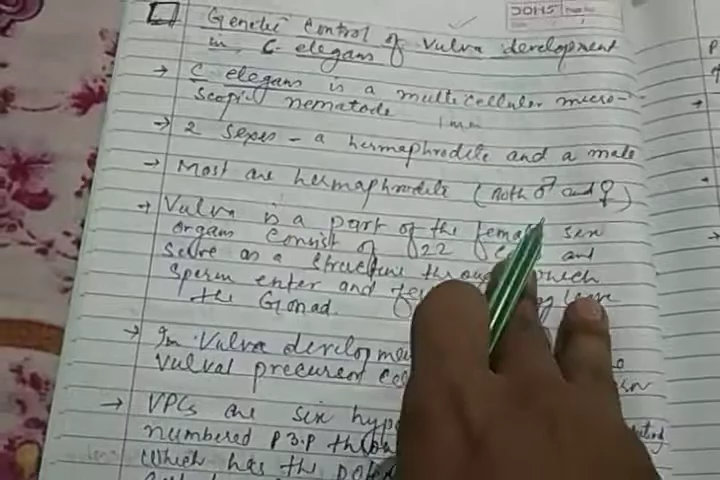 DOMS
Genetic Control of Vulva development
in C elegans
→ C elegans is a multicellular micro-
scopic nematode 1mm
→ 2 sexes - a hermaphrodite and a male
→ Most are hermaphrodite (Both ♂ and ♀)
→ Vulva is a part of the female sex
organ consist of 22 and
serve as a structure through which
sperm enter and leave
the Gonad.
→ In Vulva
vulval precursor
→ VPCs are six
numbered P3.P
which has the